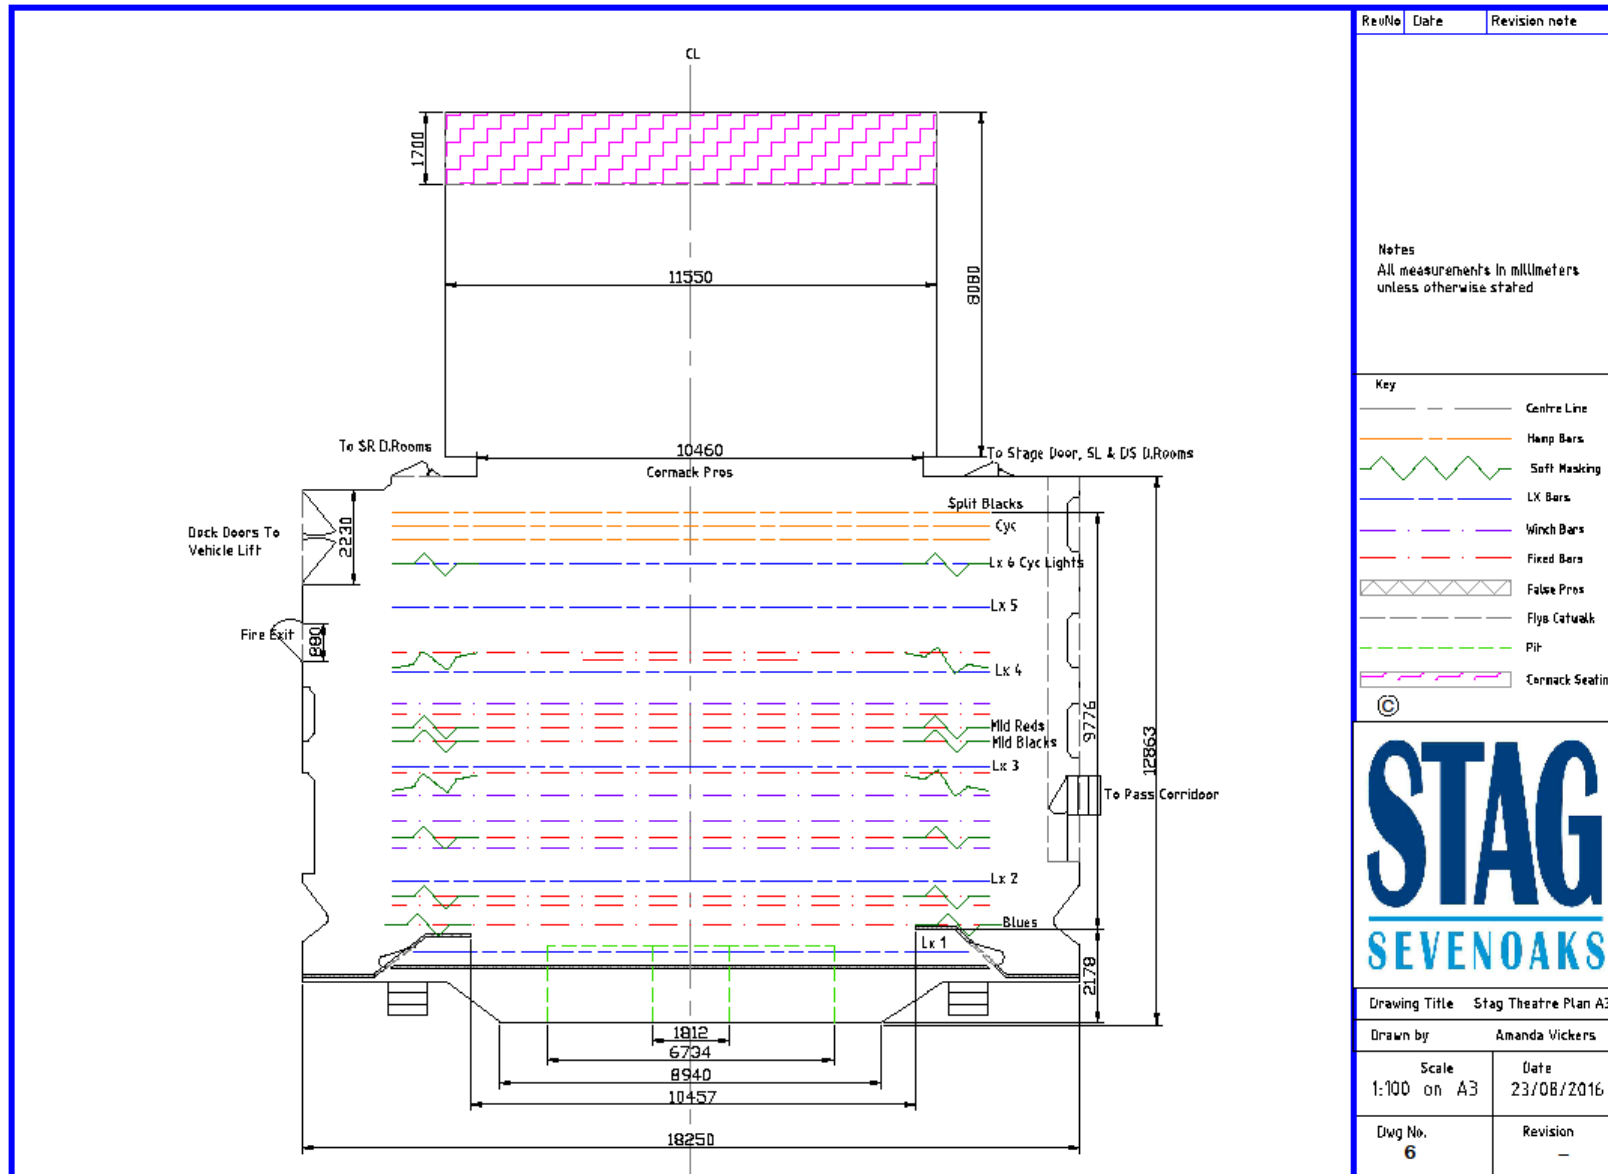 RevNo Date Revision note
CL
1700
11550
8080
Notes
All measurements in millimeters
unless otherwise stated
Key
Centre Line
Hemp Bars
Soft Masking
LX Bars
Winch Bars
Fixed Bars
False Pros
Flys Catwalk
Pit
Cormack Seatin
©
To SR D.Rooms
10460
Cormack Pros
To Stage Door, SL & DS D.Rooms
Dock Doors To
Vehicle Lift
2230
Split Blacks
Cyc
Lx 6 Cyc Lights
Lx 5
Fire Exit
880
Lx 4
Mid Reds
Mid Blacks
9776
12863
Lx 3
To Pass Corridoor
Lx 2
Blues
Lx 1
2178
1812
6734
8940
10457
18250
STAG
SEVENOAKS
Drawing Title Stag Theatre Plan A3
Drawn by Amanda Vickers
Scale
1:100 on A3
Date
23/08/2016
Dwg No.
6
Revision
–